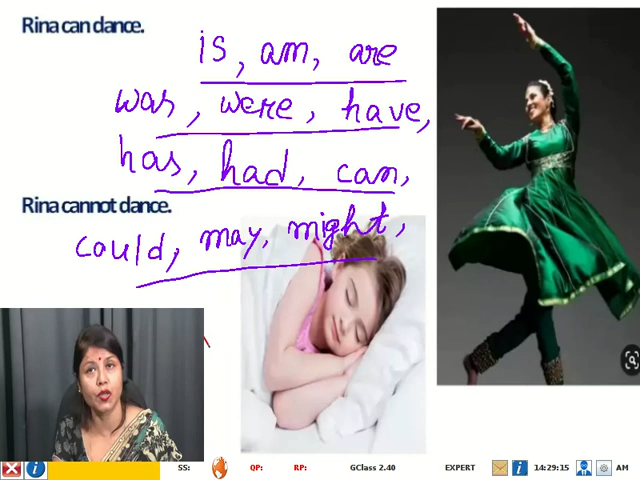 Rina can dance.
is, am, are
was, were, have,
has, had, can,
Rina cannot dance.
could, may, might,
SS: QP: RP: GClass 2.40 EXPERT 14:29:15 AM